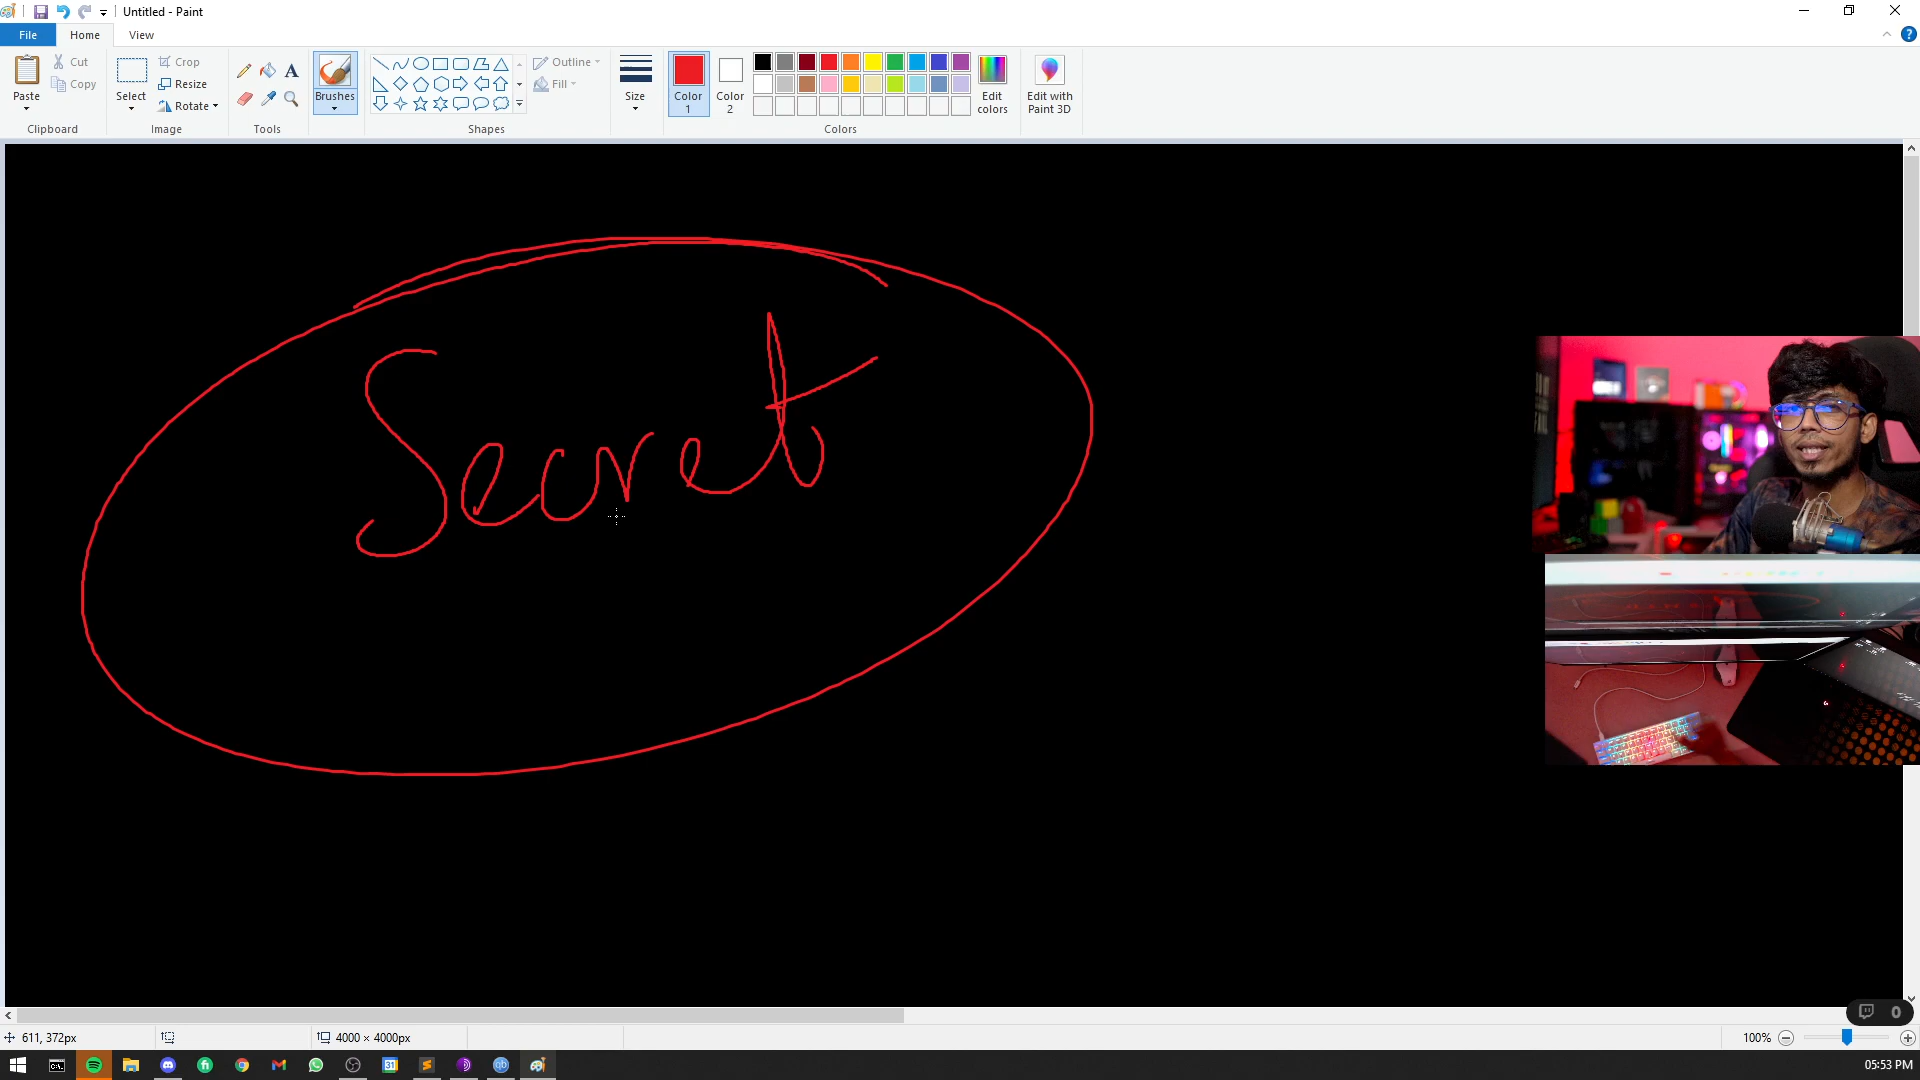 Untitled - Paint
File Home View
Paste
Cut
Copy
Clipboard
Select
Crop
Resize
Rotate
Image
Tools
Brushes
Shapes
Outline
Fill
Size
Color 1
Color 2
Colors
Edit colors
Edit with Paint 3D
Secret
0
611, 372px
4000 × 4000px
100%
05:53 PM